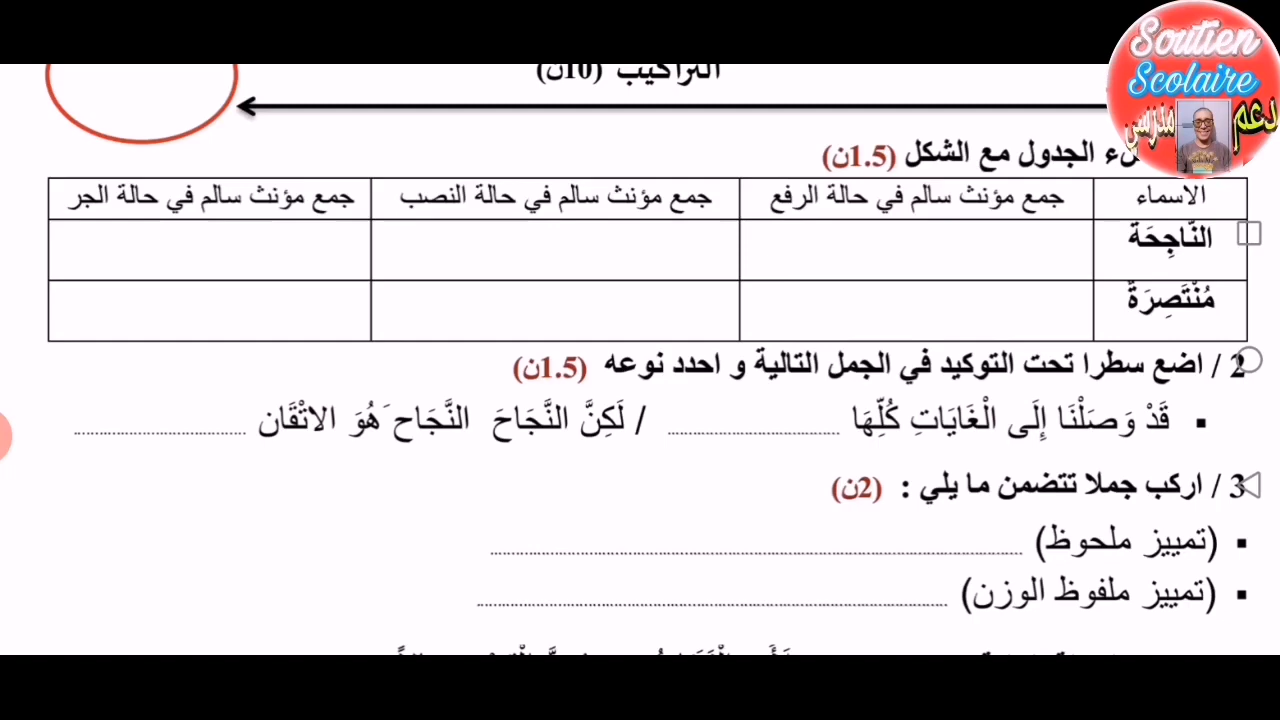 Soutien
Scolaire
دعم مدرسي
التراكيب (10ن)
الجدول مع الشكل (1.5ن)
الاسماء جمع مؤنث سالم في حالة الرفع جمع مؤنث سالم في حالة النصب جمع مؤنث سالم في حالة الجر
النَّاجِحَة
مُنْتَصِرَةٌ
2 / اضع سطرا تحت التوكيد في الجمل التالية و احدد نوعه (1.5ن)
▪ قَدْ وَصَلْنَا إِلَى الْغَايَاتِ كُلِّهَا ........................ / لَكِنَّ النَّجَاحَ النَّجَاحَ هُوَ الاتْقَان ........................
3 / اركب جملا تتضمن ما يلي : (2ن)
▪ (تمييز ملحوظ) ........................
▪ (تمييز ملفوظ الوزن) ........................